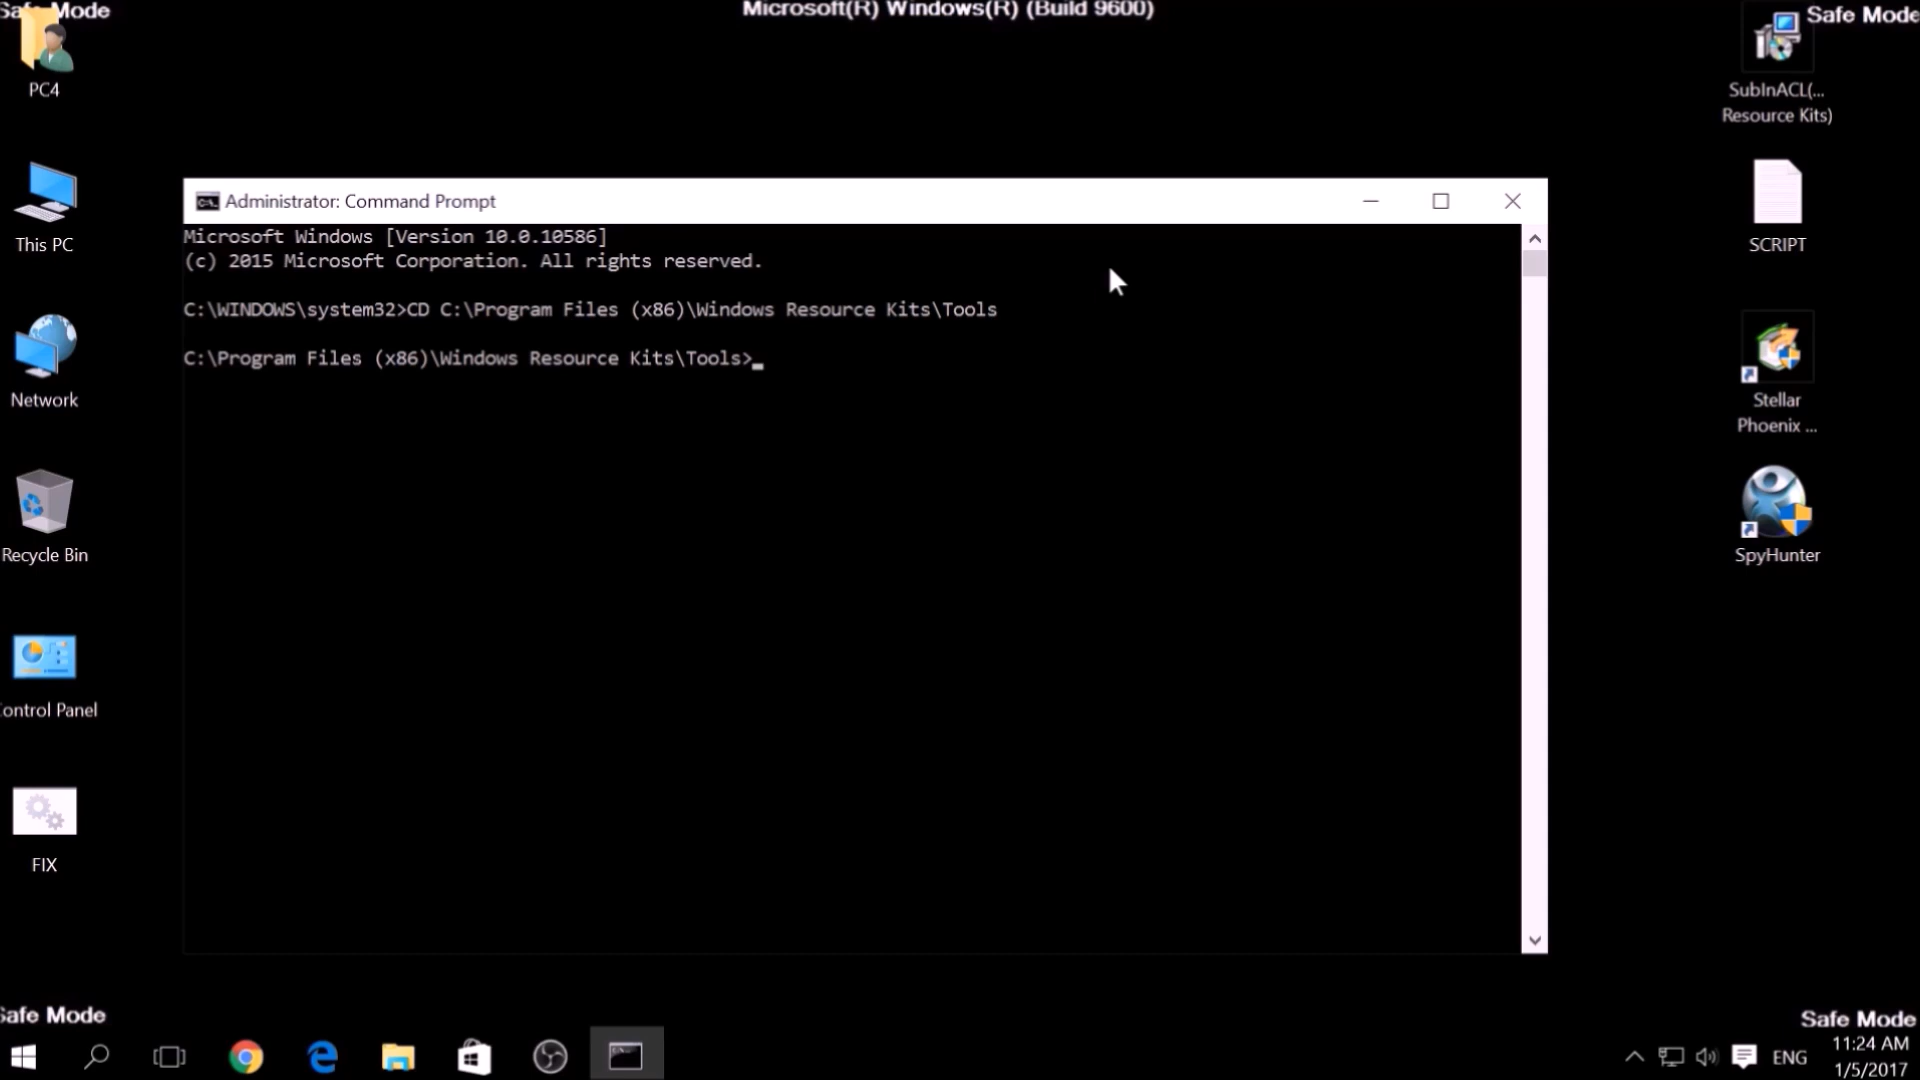 Safe Mode
Microsoft(R) Windows(R) (Build 9600)
Safe Mode
PC4
This PC
Network
Recycle Bin
Control Panel
FIX
SubInACL(...
Resource Kits)
SCRIPT
Stellar
Phoenix ...
SpyHunter
Administrator: Command Prompt
Microsoft Windows [Version 10.0.10586]
(c) 2015 Microsoft Corporation. All rights reserved.
C:\WINDOWS\system32>CD C:\Program Files (x86)\Windows Resource Kits\Tools
C:\Program Files (x86)\Windows Resource Kits\Tools>
Safe Mode
Safe Mode
ENG
11:24 AM
1/5/2017